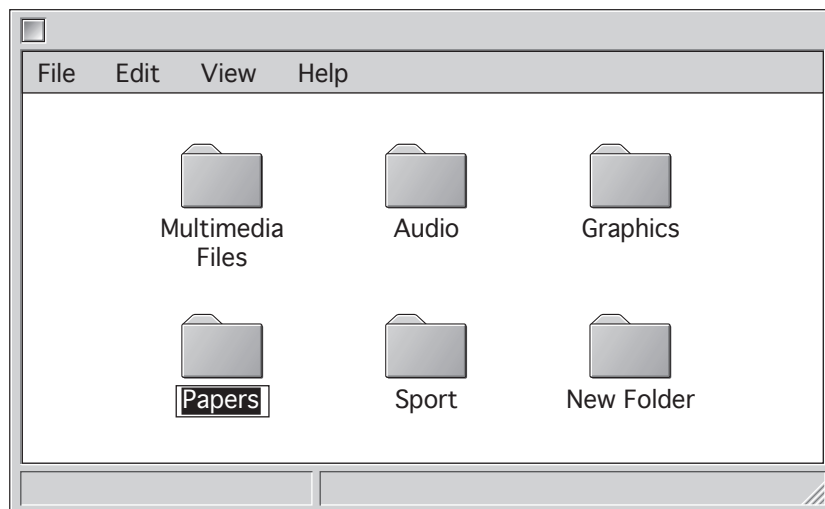 File Edit View Help
Multimedia Files
Audio
Graphics
Papers
Sport
New Folder